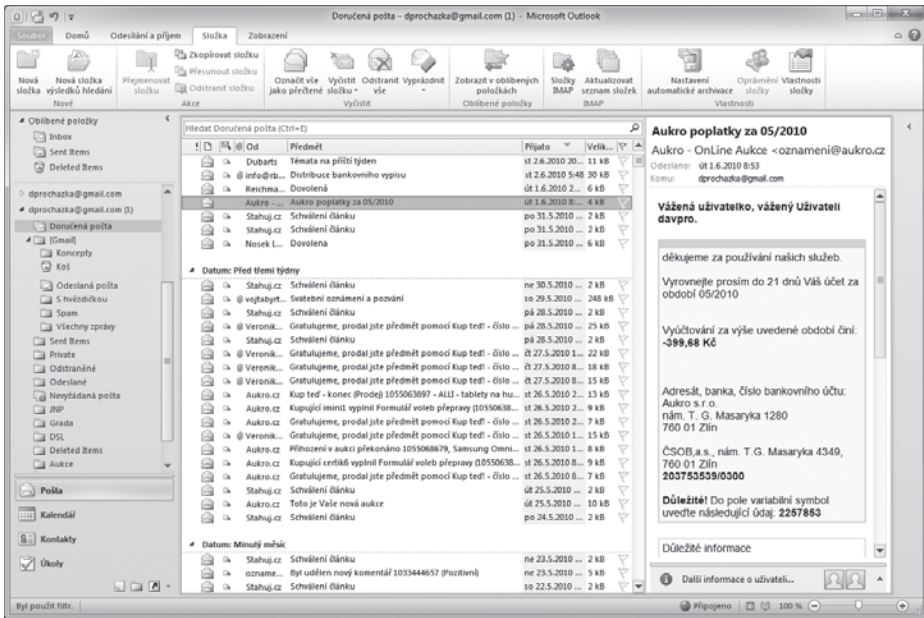 Doručená pošta – dprochazka@gmail.com (1) - Microsoft Outlook
Soubor Domů Odesílání a příjem Složka Zobrazení
Nová složka
Nová složka výsledků hledání
Přejmenovat složku
Zkopírovat složku
Přesunout složku
Odstranit složku
Označit vše jako přečtené
Vyčistit složku
Odstranit vše
Vyprázdnit
Zobrazit v oblíbených položkách
Složky IMAP
Aktualizovat seznam složek
Nastavení automatické archivace
Oprávnění složky
Vlastnosti složky
Nové Akce Vyčistit Oblíbené položky IMAP Vlastnosti
Oblíbené položky
Inbox
Sent Items
Deleted Items
dprochazka@gmail.com
dprochazka@gmail.com (1)
Doručená pošta
[Gmail]
Koncepty
Koš
Odeslaná pošta
S hvězdičkou
Spam
Všechny zprávy
Sent Items
Private
Odstraněné
Odeslané
Nevyžádaná pošta
JNP
Grada
DSL
Deleted Items
Aukce
Pošta
Kalendář
Kontakty
Úkoly
Hledat Doručená pošta (Ctrl+E)
! Od Předmět Přijato Velik...
Dubarts Témata na příští týden st 2.6.2010 20... 11 kB
info@rb... Distribuce bankovního výpisu st 2.6.2010 5:48 30 kB
Reichma... Dovolená út 1.6.2010 2... 6 kB
Aukro - ... Aukro poplatky za 05/2010 út 1.6.2010 8:... 4 kB
Stahuj.cz Schválení článku po 31.5.2010 ... 2 kB
Stahuj.cz Schválení článku po 31.5.2010 ... 2 kB
Nosek L... Dovolena po 31.5.2010 ... 6 kB
Datum: Před třemi týdny
Stahuj.cz Schválení článku ne 30.5.2010 ... 2 kB
vojtabyrt... Svatební oznámení a pozvání so 29.5.2010 ... 248 kB
Stahuj.cz Schválení článku pá 28.5.2010 ... 2 kB
Veronik... Gratulujeme, prodal jste předmět pomocí Kup teď! - číslo ... pá 28.5.2010 ... 25 kB
Stahuj.cz Schválení článku pá 28.5.2010 ... 2 kB
Veronik... Gratulujeme, prodal jste předmět pomocí Kup teď! - číslo ... čt 27.5.2010 1... 22 kB
Veronik... Gratulujeme, prodal jste předmět pomocí Kup teď! - číslo ... čt 27.5.2010 8... 18 kB
Veronik... Gratulujeme, prodal jste předmět pomocí Kup teď! - číslo ... čt 27.5.2010 8... 15 kB
Aukro.cz Kup teď - konec (Prodej) 1055063897 - ALLI - tablety na hu... st 26.5.2010 2... 13 kB
Aukro.cz Kupující mini1 vyplnil Formulář voleb přepravy (10550638... st 26.5.2010 2... 9 kB
Aukro.cz Gratulujeme, prodal jste předmět pomocí Kup teď! - číslo ... st 26.5.2010 2... 7 kB
Veronik... Gratulujeme, prodal jste předmět pomocí Kup teď! - číslo ... st 26.5.2010 1... 15 kB
Aukro.cz Přihození v aukci překonáno 1055068679, Samsung Omni... st 26.5.2010 1... 8 kB
Aukro.cz Kupující certik6 vyplnil Formulář voleb přepravy (10550638... st 26.5.2010 8... 9 kB
Aukro.cz Gratulujeme, prodal jste předmět pomocí Kup teď! - číslo ... st 26.5.2010 8... 7 kB
Stahuj.cz Schválení článku út 25.5.2010 ... 2 kB
Aukro.cz Toto je Vaše nová aukce út 25.5.2010 ... 10 kB
Stahuj.cz Schválení článku po 24.5.2010 ... 2 kB
Datum: Minulý měsíc
Stahuj.cz Schválení článku ne 23.5.2010 ... 2 kB
ozname... Byl udělen nový komentář 1033444657 (Pozitivní) ne 23.5.2010 ... 5 kB
Stahuj.cz Schválení článku so 22.5.2010 ... 2 kB
Aukro poplatky za 05/2010
Aukro - OnLine Aukce <oznameni@aukro.cz
Odesláno: út 1.6.2010 8:53
Komu: dprochazka@gmail.com
Vážená uživatelko, vážený Uživateli
davpro.
děkujeme za používání našich služeb.
Vyrovnejte prosím do 21 dnů Váš účet za
období 05/2010
Vyúčtování za výše uvedené období činí:
-399,68 Kč
Adresát, banka, číslo bankovního účtu:
Aukro s.r.o.
nám. T. G. Masaryka 1280
760 01 Zlín
ČSOB,a.s., nám. T.G. Masaryka 4349,
760 01 Zlín
203753539/0300
Důležité! Do pole variabilní symbol
uveďte následující údaj: 2257853
Důležité informace
Další informace o uživateli...
Byl použit filtr.
Připojeno 100 %